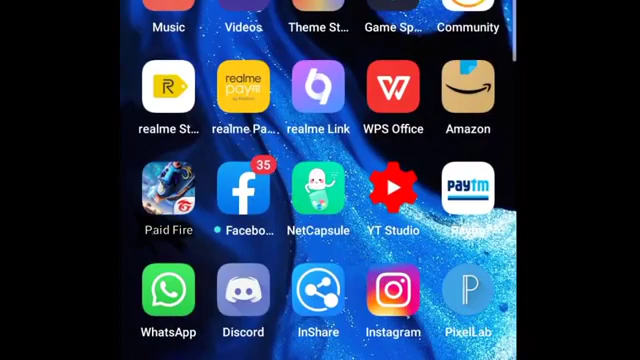 Music Videos Theme St... Game Sp... Community
R realme payबैंक W
realme St... realme Pa... realme Link WPS Office Amazon
35
paytm
Paid Fire Facebo... NetCapsule YT Studio
WhatsApp Discord InShare Instagram PixelLab